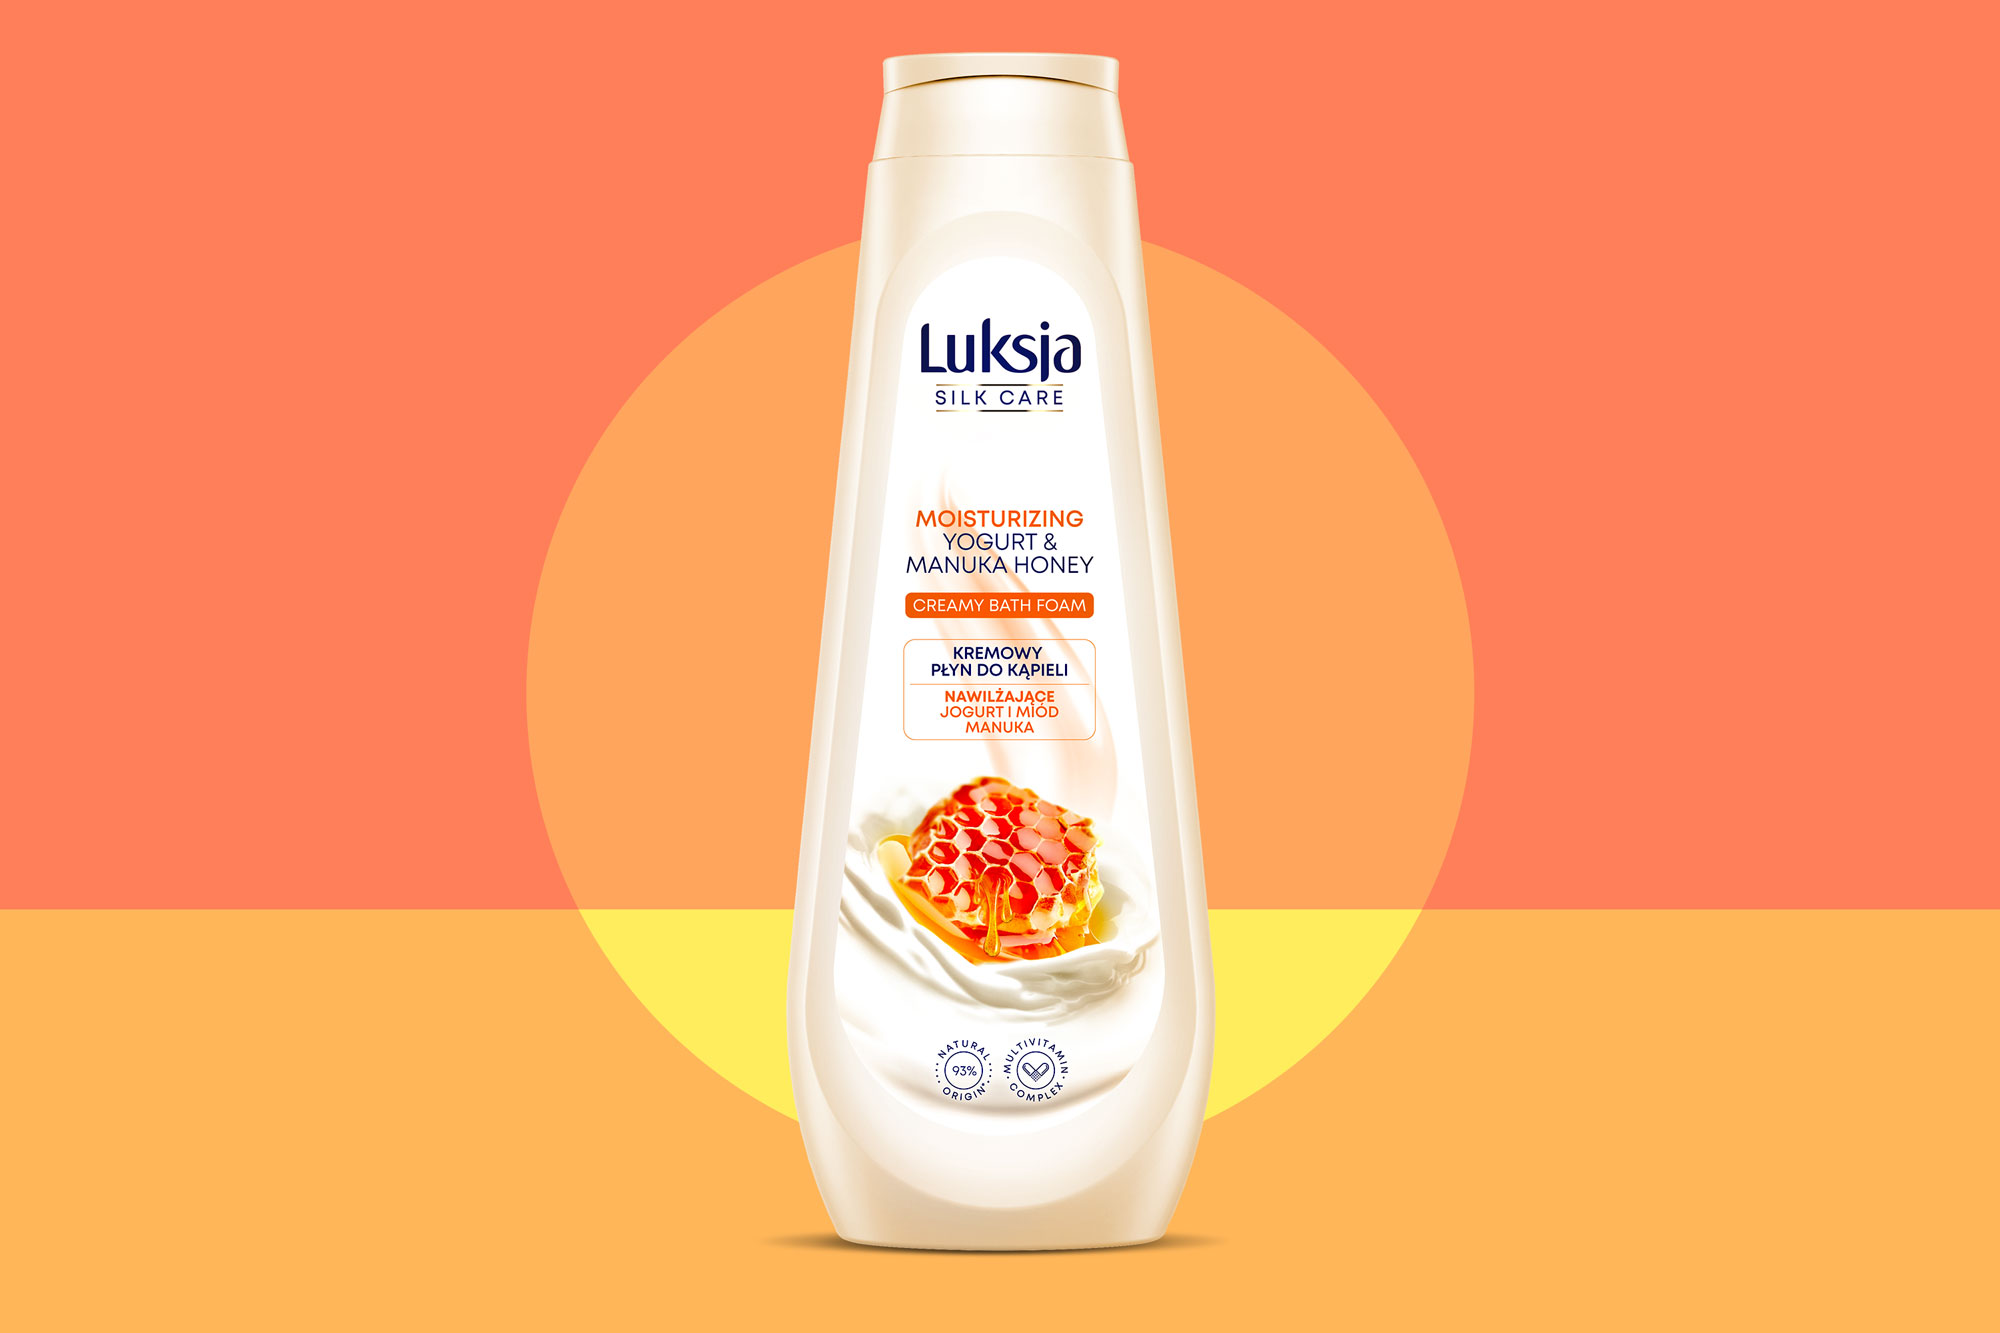 Luksja
SILK CARE
MOISTURIZING
YOGURT &
MANUKA HONEY
CREAMY BATH FOAM
KREMOWY
PŁYN DO KĄPIELI
NAWILŻAJĄCE
JOGURT I MIÓD
MANUKA
NATURAL
93%
ORIGIN*
MULTIVITAMIN
COMPLEX